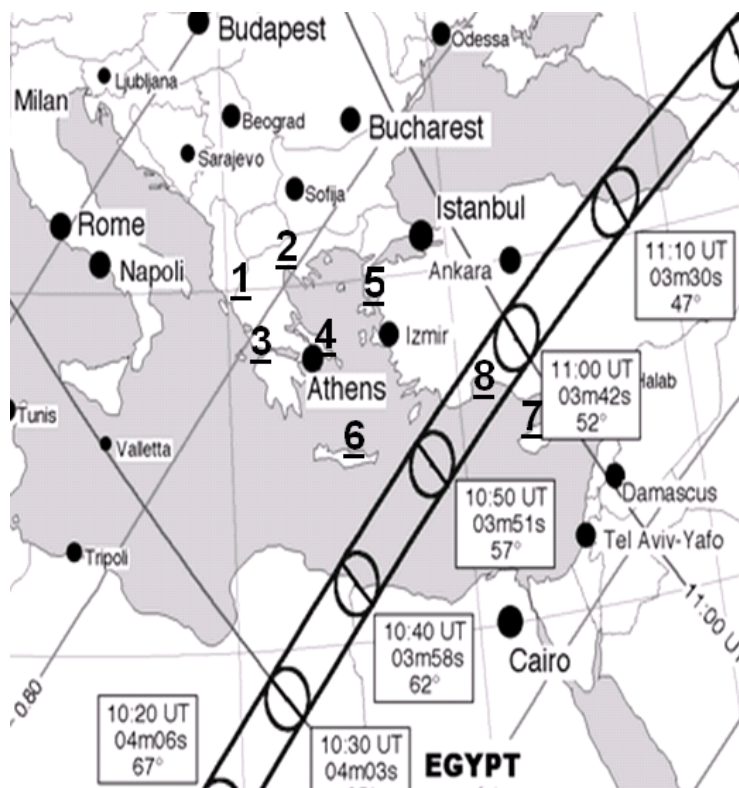 Budapest
Odessa
Ljubljana
Milan
Beograd
Bucharest
Sarajevo
Sofija
Istanbul
Rome
Napoli
Ankara
1
2
3
4
5
6
7
8
Izmir
Athens
11:10 UT
03m30s
47°
11:00 UT
03m42s
52°
Halab
Tunis
Valletta
Damascus
10:50 UT
03m51s
57°
Tel Aviv-Yafo
Tripoli
10:40 UT
03m58s
62°
Cairo
11:00 U
0.80
10:20 UT
04m06s
67°
10:30 UT
04m03s
EGYPT